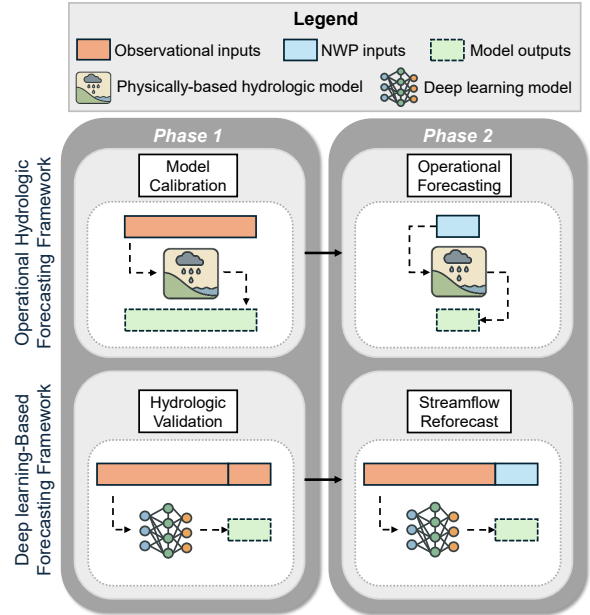 Legend
Observational inputs
NWP inputs
Model outputs
Physically-based hydrologic model
Deep learning model
Phase 1
Phase 2
Operational Hydrologic
Forecasting Framework
Model
Calibration
Operational
Forecasting
Deep learning-Based
Forecasting Framework
Hydrologic
Validation
Streamflow
Reforecast